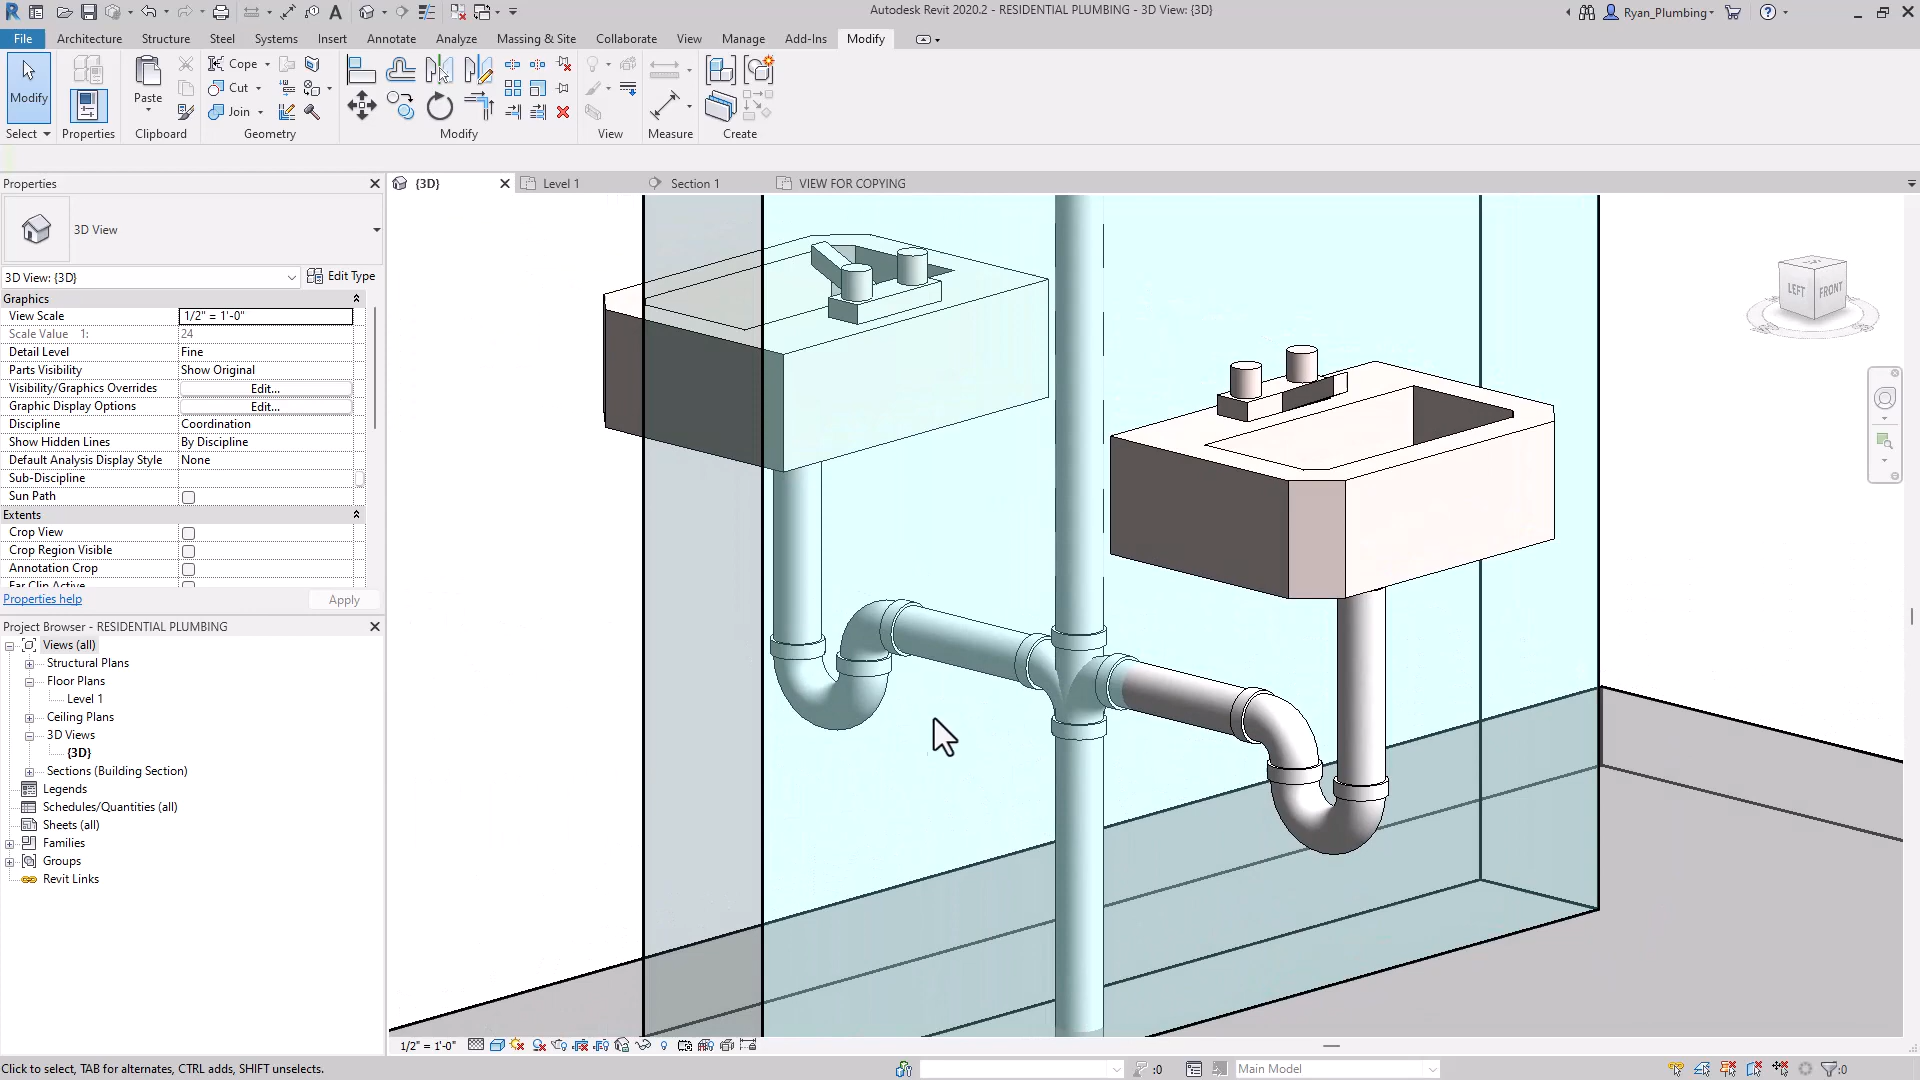 Autodesk Revit 2020.2 - RESIDENTIAL PLUMBING - 3D View: {3D}
Ryan_Plumbing
File Architecture Structure Steel Systems Insert Annotate Analyze Massing & Site Collaborate View Manage Add-Ins Modify
Modify
Paste
Cope
Cut
Join
Select Properties Clipboard Geometry Modify View Measure Create
Properties
3D View
3D View: {3D} Edit Type
Graphics
View Scale 1/2" = 1'-0"
Scale Value 1: 24
Detail Level Fine
Parts Visibility Show Original
Visibility/Graphics Overrides Edit...
Graphic Display Options Edit...
Discipline Coordination
Show Hidden Lines By Discipline
Default Analysis Display Style None
Sub-Discipline
Sun Path
Extents
Crop View
Crop Region Visible
Annotation Crop
Far Clip Active
Properties help Apply
Project Browser - RESIDENTIAL PLUMBING
Views (all)
Structural Plans
Floor Plans
Level 1
Ceiling Plans
3D Views
{3D}
Sections (Building Section)
Legends
Schedules/Quantities (all)
Sheets (all)
Families
Groups
Revit Links
{3D} Level 1 Section 1 VIEW FOR COPYING
LEFT FRONT
1/2" = 1'-0"
Click to select, TAB for alternates, CTRL adds, SHIFT unselects.
:0 Main Model :0